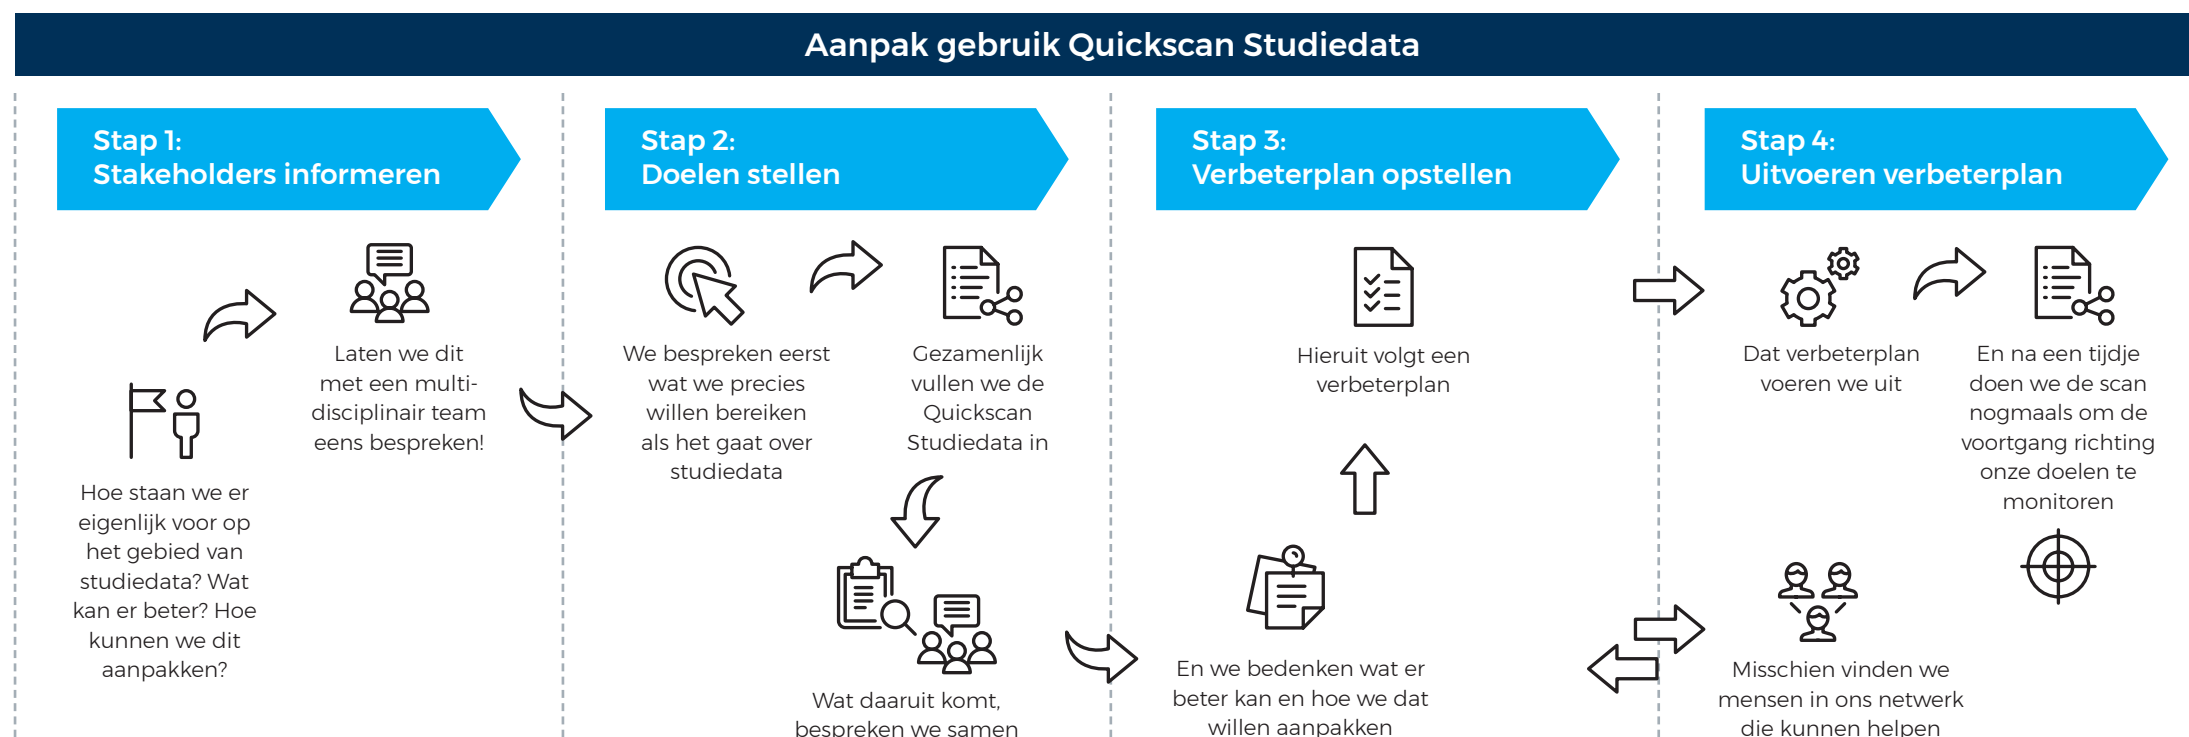 Aanpak gebruik Quickscan Studiedata
Stap 1:
Stakeholders informeren
Hoe staan we er
eigenlijk voor op
het gebied van
studiedata? Wat
kan er beter? Hoe
kunnen we dit
aanpakken?
Laten we dit
met een multi-
disciplinair team
eens bespreken!
Stap 2:
Doelen stellen
We bespreken eerst
wat we precies
willen bereiken
als het gaat over
studiedata
Gezamenlijk
vullen we de
Quickscan
Studiedata in
Wat daaruit komt,
bespreken we samen
Stap 3:
Verbeterplan opstellen
En we bedenken wat er
beter kan en hoe we dat
willen aanpakken
Hieruit volgt een
verbeterplan
Stap 4:
Uitvoeren verbeterplan
Dat verbeterplan
voeren we uit
En na een tijdje
doen we de scan
nogmaals om de
voortgang richting
onze doelen te
monitoren
Misschien vinden we
mensen in ons netwerk
die kunnen helpen